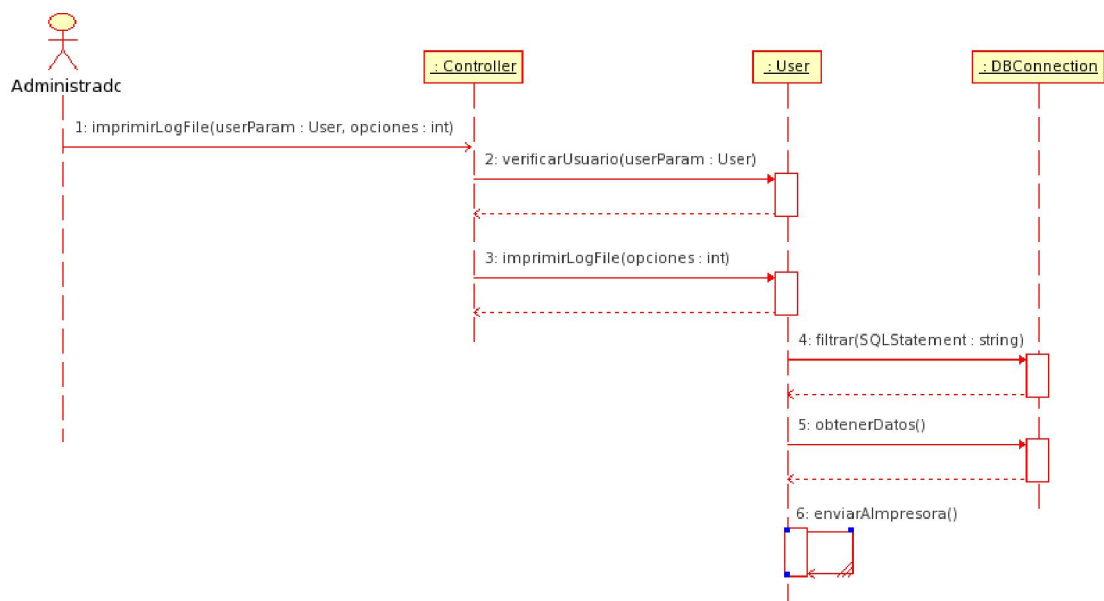 : Controller
: User
: DBConnection
Administradc
1: imprimirLogFile(userParam : User, opciones : int)
2: verificarUsuario(userParam : User)
3: imprimirLogFile(opciones : int)
4: filtrar(SQLStatement : string)
5: obtenerDatos()
6: enviarAImpresora()